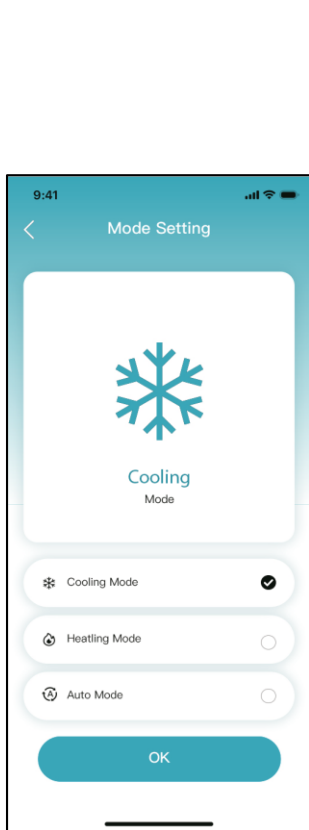 9:41
Mode Setting
Cooling
Mode
Cooling Mode
Heatling Mode
A Auto Mode
OK